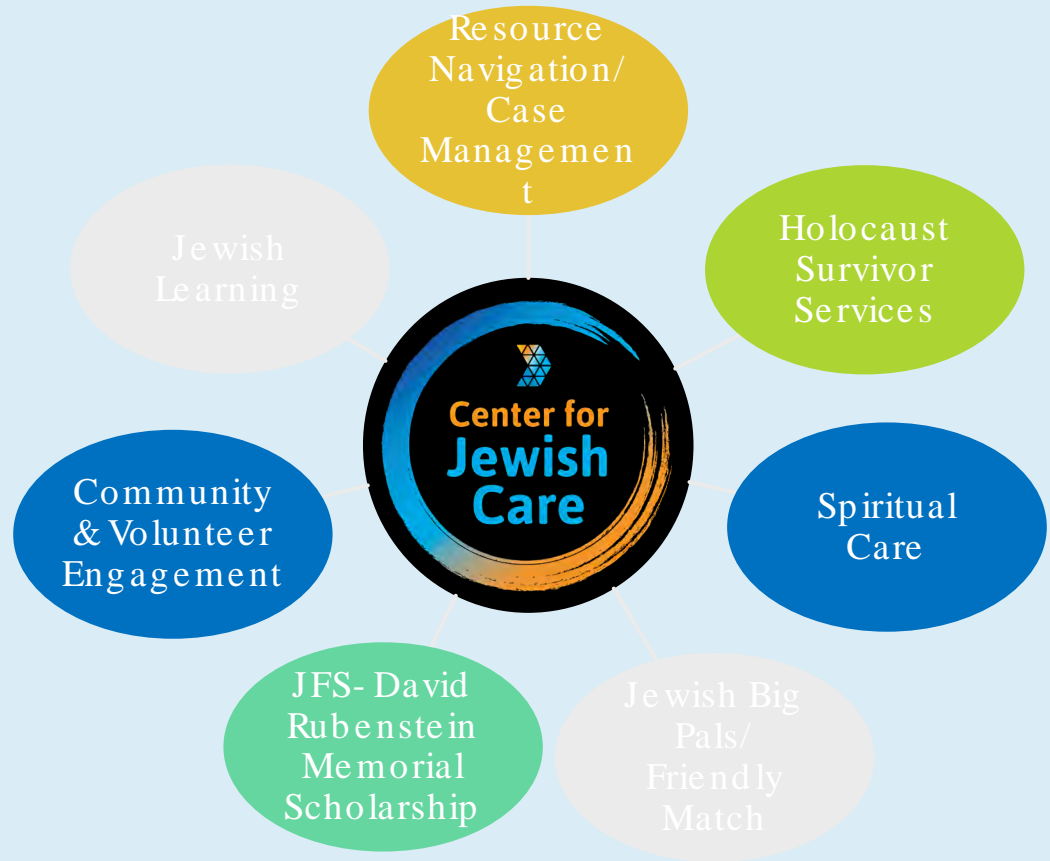 Resource
Navigation/
Case
Managemen
t
Holocaust
Survivor
Services
Spiritual
Care
Jewish Big
Pals/
Friendly
Match
JFS- David
Rubenstein
Memorial
Scholarship
Community
& Volunteer
Engagement
Jewish
Learning
Center for
Jewish
Care